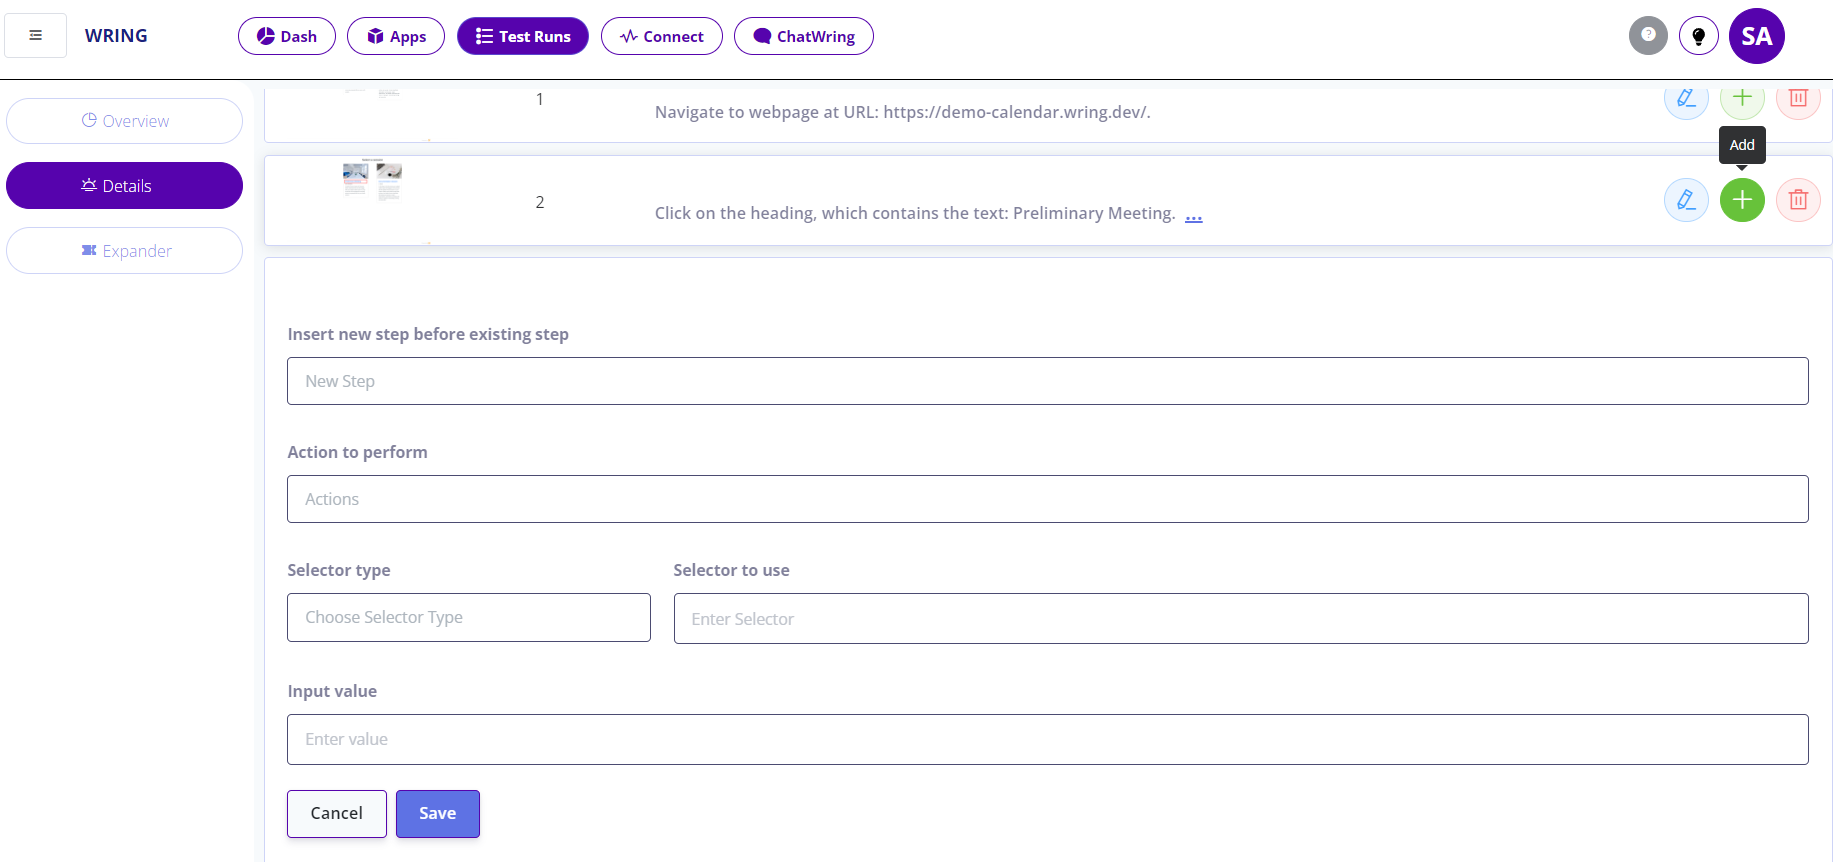 WRING
Dash
Apps
Test Runs
Connect
ChatWring
?
SA
Overview
Details
Expander
1
Navigate to webpage at URL: https://demo-calendar.wring.dev/.
Add
2
Click on the heading, which contains the text: Preliminary Meeting. ...
Insert new step before existing step
New Step
Action to perform
Actions
Selector type
Selector to use
Choose Selector Type
Enter Selector
Input value
Enter value
Cancel
Save